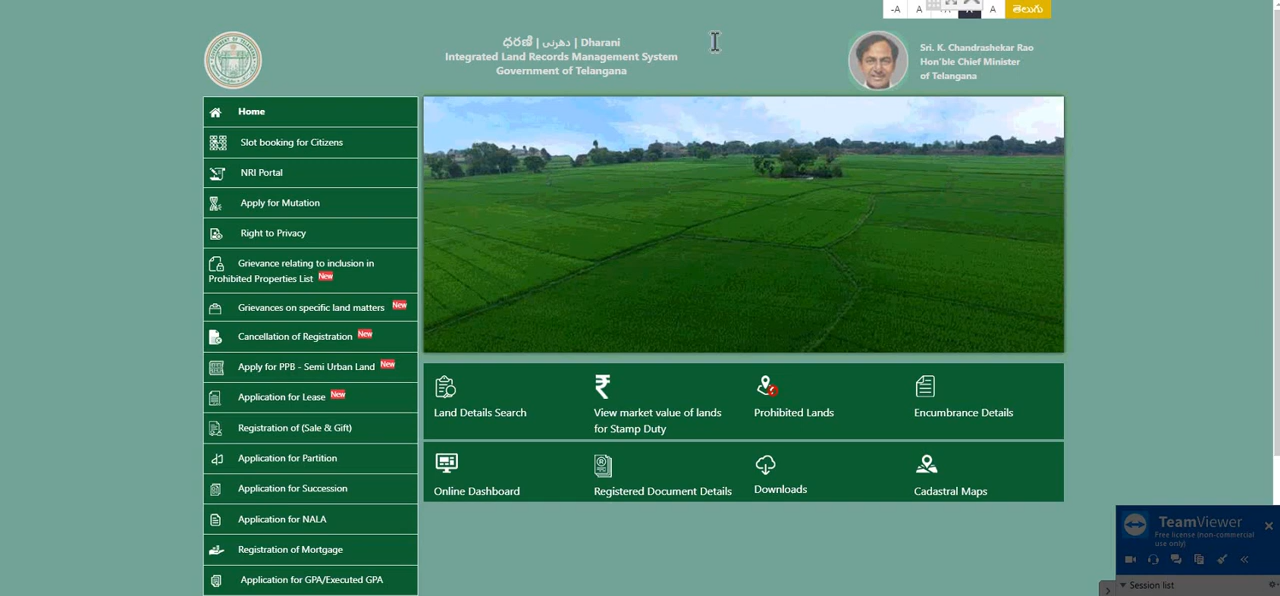 -A
A
A
తెలుగు
ధరణి | دھرنی | Dharani
Integrated Land Records Management System
Government of Telangana
Sri. K. Chandrashekar Rao
Hon'ble Chief Minister
of Telangana
Home
Slot booking for Citizens
NRI Portal
Apply for Mutation
Right to Privacy
Grievance relating to inclusion in
Prohibited Properties List New
Grievances on specific land matters New
Cancellation of Registration New
Apply for PPB - Semi Urban Land New
Application for Lease New
Registration of (Sale & Gift)
Application for Partition
Application for Succession
Application for NALA
Registration of Mortgage
Application for GPA/Executed GPA
Land Details Search
View market value of lands
for Stamp Duty
Prohibited Lands
Encumbrance Details
Online Dashboard
Registered Document Details
Downloads
Cadastral Maps
TeamViewer
Free license (non-commercial
use only)
Session list